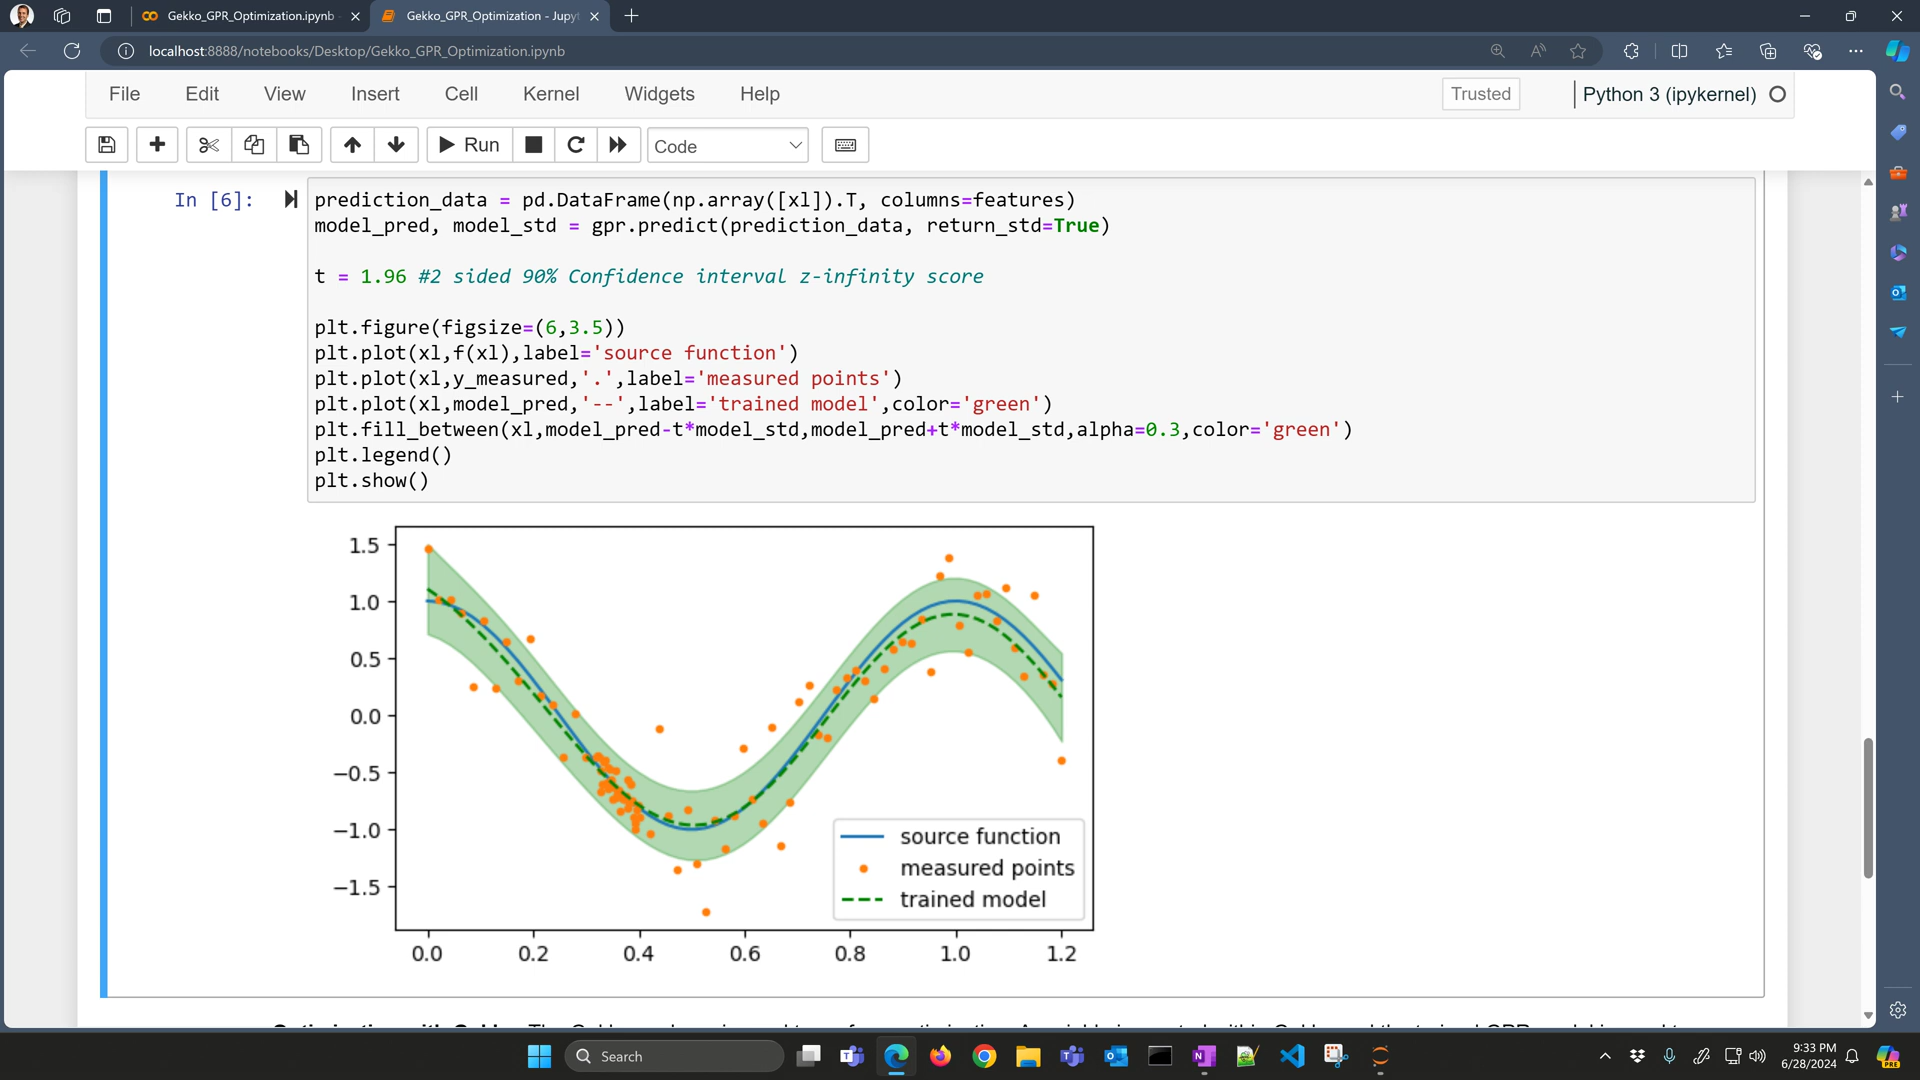 Gekko_GPR_Optimization.ipynb -
Gekko_GPR_Optimization - Jupyt
localhost:8888/notebooks/Desktop/Gekko_GPR_Optimization.ipynb
File Edit View Insert Cell Kernel Widgets Help
Trusted
Python 3 (ipykernel)
Run
Code
In [6]:
prediction_data = pd.DataFrame(np.array([xl]).T, columns=features)
model_pred, model_std = gpr.predict(prediction_data, return_std=True)
t = 1.96 #2 sided 90% Confidence interval z-infinity score
plt.figure(figsize=(6,3.5))
plt.plot(xl,f(xl),label='source function')
plt.plot(xl,y_measured,'.',label='measured points')
plt.plot(xl,model_pred,'--',label='trained model',color='green')
plt.fill_between(xl,model_pred-t*model_std,model_pred+t*model_std,alpha=0.3,color='green')
plt.legend()
plt.show()
1.5
1.0
0.5
0.0
−0.5
−1.0
−1.5
source function
measured points
trained model
0.0 0.2 0.4 0.6 0.8 1.0 1.2
Search
9:33 PM
6/28/2024
PRE